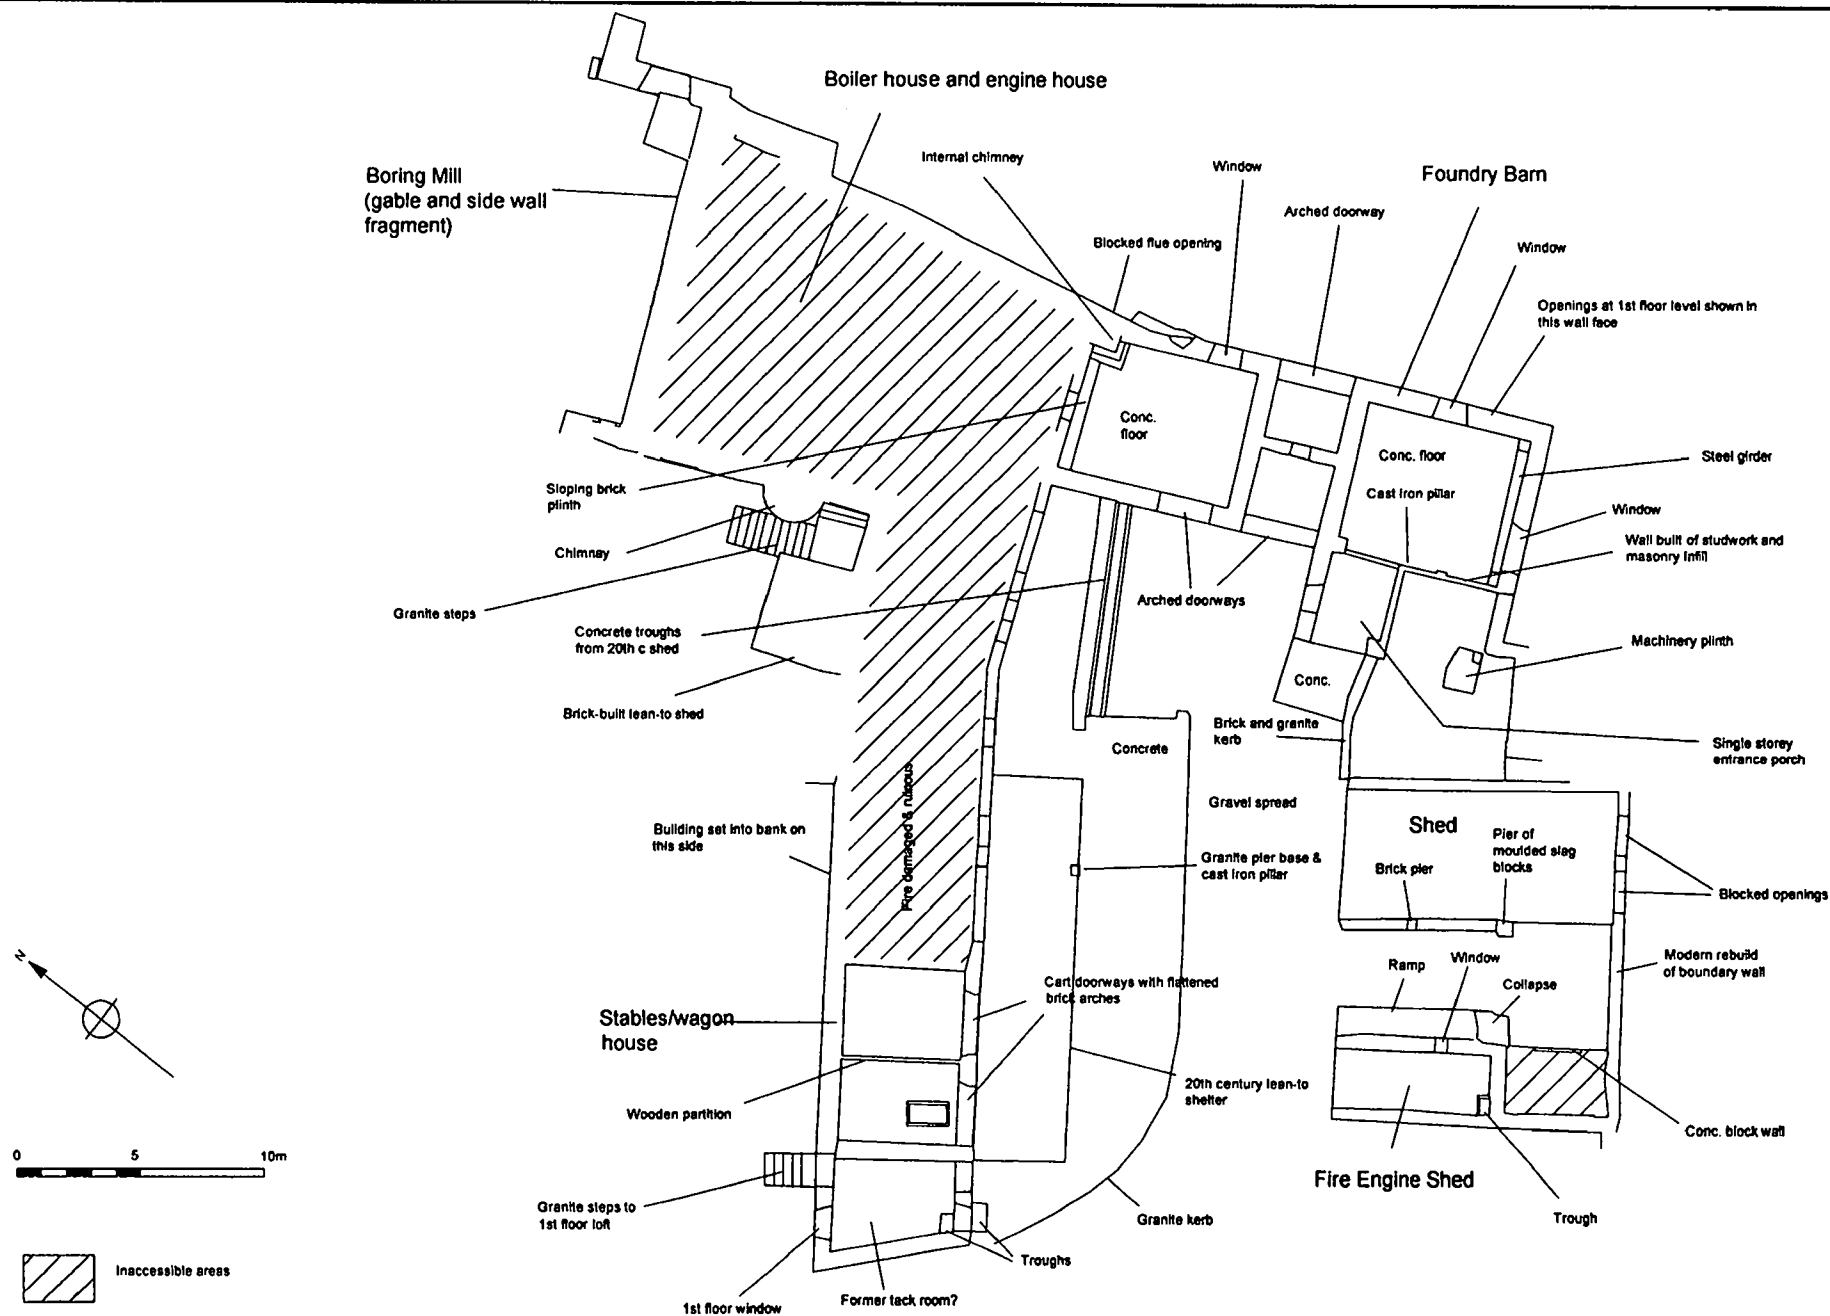 Boiler house and engine house
Internal chimney
Window
Foundry Barn
Boring Mill
(gable and side wall
fragment)
Arched doorway
Blocked flue opening
Window
Openings at 1st floor level shown in
this wall face
Conc.
floor
Conc. floor
Steel girder
Cast iron pillar
Sloping brick
plinth
Window
Chimney
Wall built of studwork and
masonry infill
Granite steps
Arched doorways
Concrete troughs
from 20th c shed
Machinery plinth
Conc.
Brick-built lean-to shed
Brick and granite
kerb
Concrete
Single storey
entrance porch
Fire damaged & ruinous
Gravel spread
Building set into bank on
this side
Shed
Pier of
moulded slag
blocks
Granite pier base &
cast iron pillar
Brick pier
Blocked openings
N
Ramp
Window
Modern rebuild
of boundary wall
Cart doorways with flattened
brick arches
Collapse
Stables/wagon
house
20th century lean-to
shelter
Wooden partition
Conc. block wall
0 5 10m
Fire Engine Shed
Granite steps to
1st floor loft
Granite kerb
Trough
Troughs
Inaccessible areas
1st floor window
Former tack room?